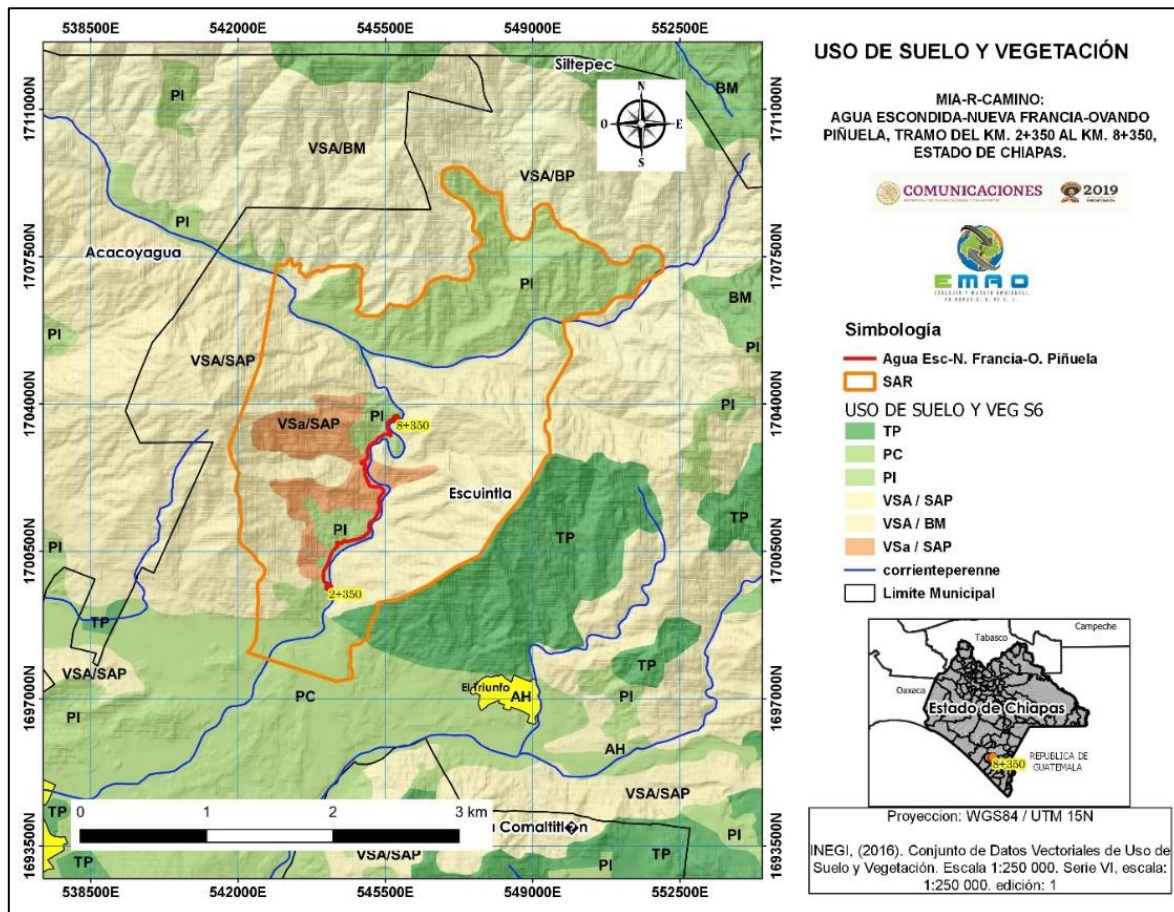 538500E 542000E 545500E 549000E 552500E
1711000N
1707500N
1704000N
1700500N
1697000N
1693500N
Siltepec
N
O E
S
BM
PI
VSA/BM
VSA/BP
PI
Acacoyagua
PI
BM
PI
PI
VSA/SAP
PI
VSa/SAP
PI
8+350
Escuintla
TP
TP
PI
PI
2+350
TP
VSA/SAP
TP
PC
El Triunfo
AH
PI
PI
AH
0 1 2 3 km
VSA/SAP
TP
Comaltitl�n
PI
VSA/SAP
TP
PI
1711000N
1707500N
1704000N
1700500N
1697000N
1693500N
538500E 542000E 545500E 549000E 552500E
USO DE SUELO Y VEGETACIÓN
MIA-R-CAMINO:
AGUA ESCONDIDA-NUEVA FRANCIA-OVANDO
PIÑUELA, TRAMO DEL KM. 2+350 AL KM. 8+350,
ESTADO DE CHIAPAS.
COMUNICACIONES 2019
EMAO
Simbología
Agua Esc-N. Francia-O. Piñuela
SAR
USO DE SUELO Y VEG S6
TP
PC
PI
VSA / SAP
VSA / BM
VSa / SAP
corrienteperenne
Limite Municipal
Campeche
Tabasco
Oaxaca
Estado de Chiapas
REPUBLICA DE
GUATEMALA
8+350
Proyeccion: WGS84 / UTM 15N
INEGI, (2016). Conjunto de Datos Vectoriales de Uso de
Suelo y Vegetación. Escala 1:250 000. Serie VI, escala:
1:250 000. edición: 1